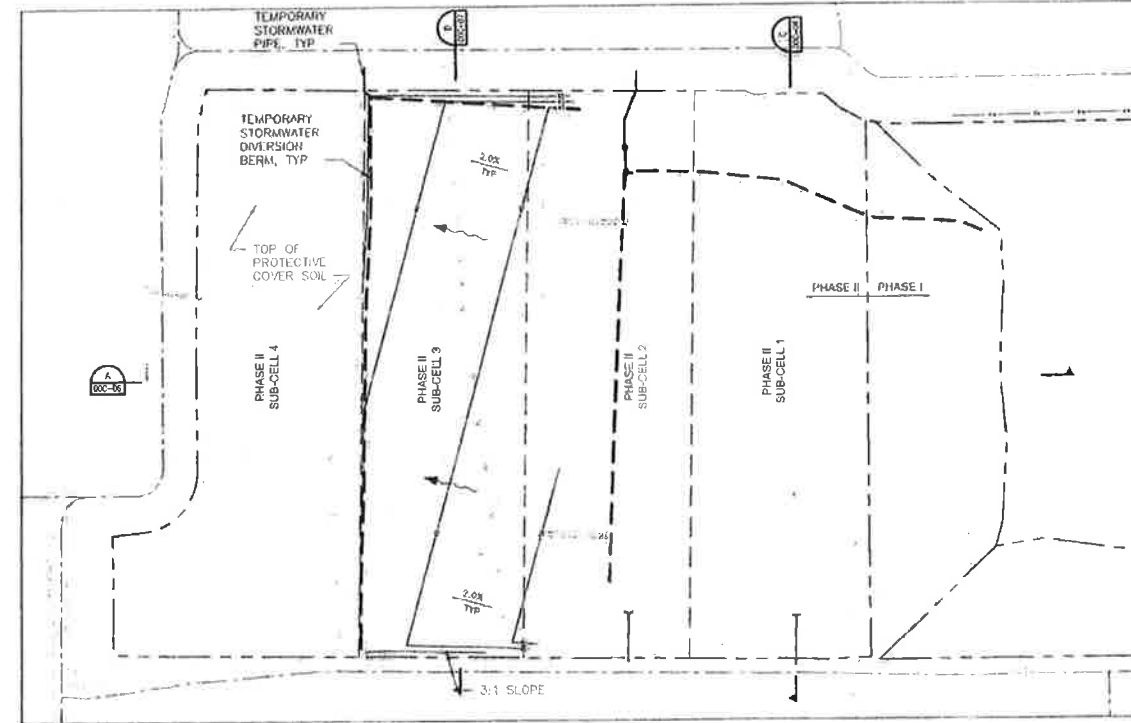 TEMPORARY
STORMWATER
PIPE, TYP
TEMPORARY
STORMWATER
DIVERSION
BERM, TYP
TOP OF
PROTECTIVE
COVER SOIL
2.0%
TYP
PHASE II
SUB-CELL 4
PHASE II
SUB-CELL 3
PHASE II
SUB-CELL 2
PHASE II
SUB-CELL 1
PHASE II
PHASE I
A
00C-06
2.0%
TYP
3:1 SLOPE